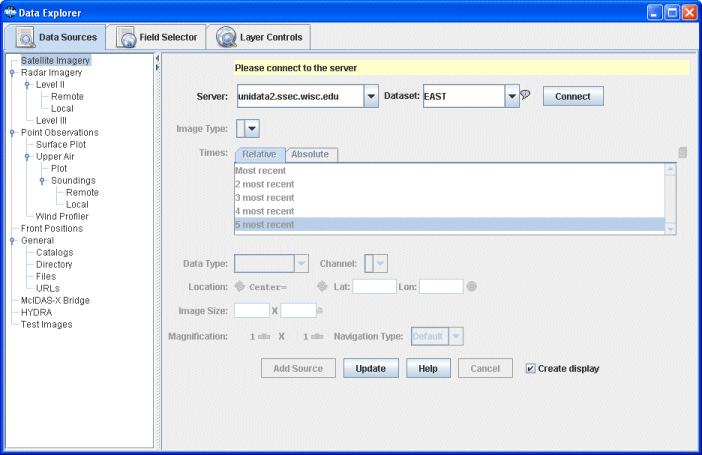 Data Explorer
Data Sources Field Selector Layer Controls
Satellite Imagery
Radar Imagery
Level II
Remote
Local
Level III
Point Observations
Surface Plot
Upper Air
Plot
Soundings
Remote
Local
Wind Profiler
Front Positions
General
Catalogs
Directory
Files
URLs
McIDAS-X Bridge
HYDRA
Test Images
Please connect to the server
Server: unidata2.ssec.wisc.edu Dataset: EAST Connect
Image Type:
Times: Relative Absolute
Most recent
2 most recent
3 most recent
4 most recent
5 most recent
Data Type: Channel:
Location: Center= Lat: Lon:
Image Size: X
Magnification: 1 X 1 Navigation Type: Default
Add Source Update Help Cancel Create display